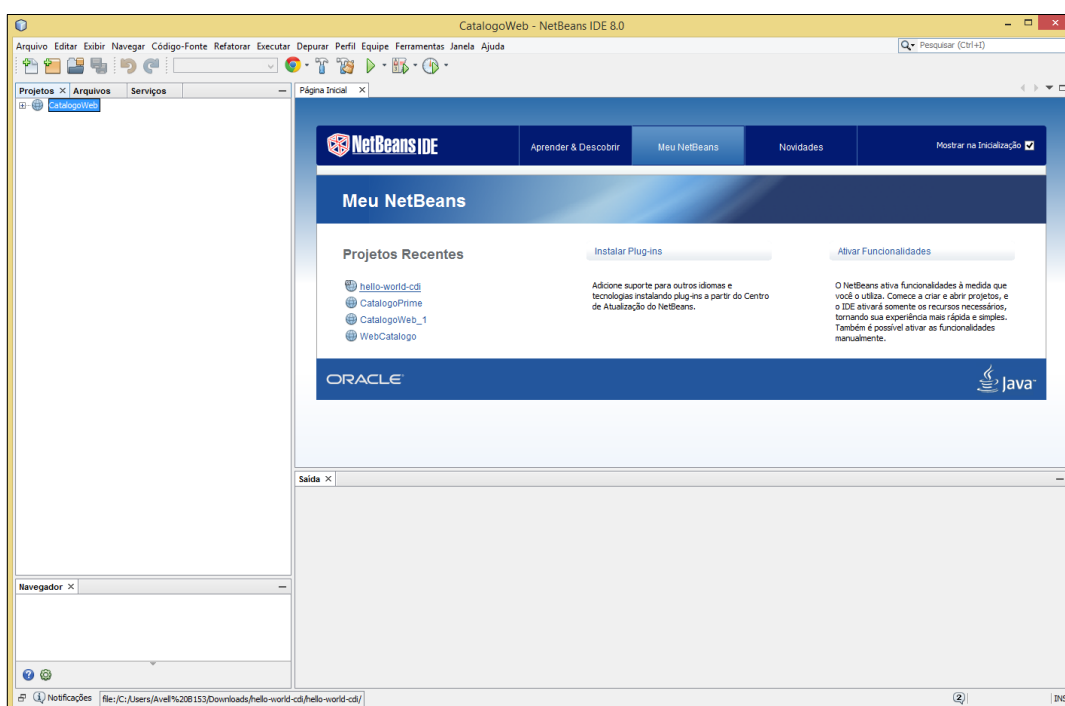 CatalogoWeb - NetBeans IDE 8.0
Arquivo Editar Exibir Navegar Código-Fonte Refatorar Executar Depurar Perfil Equipe Ferramentas Janela Ajuda
Pesquisar (Ctrl+I)
Projetos Arquivos Serviços
Página Inicial
CatalogoWeb
NetBeans IDE
Aprender & Descobrir
Meu NetBeans
Novidades
Mostrar na Inicialização
Meu NetBeans
Projetos Recentes
hello-world-cdi
CatalogoPrime
CatalogoWeb_1
WebCatalogo
Instalar Plug-ins
Adicione suporte para outros idiomas e
tecnologias instalando plug-ins a partir do Centro
de Atualização do NetBeans.
Ativar Funcionalidades
O NetBeans ativa funcionalidades à medida que
você o utiliza. Comece a criar e abrir projetos, e
o IDE ativará somente os recursos necessários,
tornando sua experiência mais rápida e simples.
Também é possível ativar as funcionalidades
manualmente.
ORACLE
Java
Saída
Navegador
Notificações
file:/C:/Users/Avell%20B153/Downloads/hello-world-cdi/hello-world-cdi/
2
INS